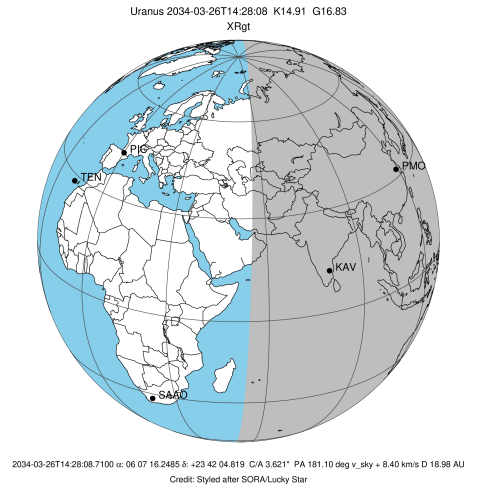 Uranus 2034-03-26T14:28:08 K14.91 G16.83
XRgt
PIC
TEN
PMO
KAV
SAAO
2034-03-26T14:28:08.7100 α: 06 07 16.2485 δ: +23 42 04.819 C/A 3.621" PA 181.10 deg v_sky + 8.40 km/s D 18.98 AU
Credit: Styled after SORA/Lucky Star